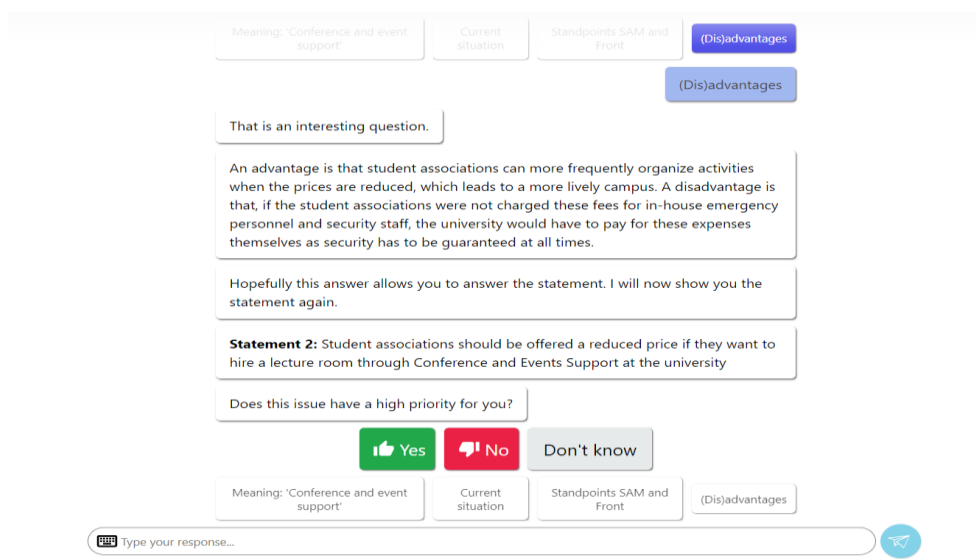 Meaning: 'Conference and event
support'
Current
situation
Standpoints SAM and
Front
(Dis)advantages
(Dis)advantages
That is an interesting question.
An advantage is that student associations can more frequently organize activities
when the prices are reduced, which leads to a more lively campus. A disadvantage is
that, if the student associations were not charged these fees for in-house emergency
personnel and security staff, the university would have to pay for these expenses
themselves as security has to be guaranteed at all times.
Hopefully this answer allows you to answer the statement. I will now show you the
statement again.
Statement 2: Student associations should be offered a reduced price if they want to
hire a lecture room through Conference and Events Support at the university
Does this issue have a high priority for you?
Yes
No
Don't know
Meaning: 'Conference and event
support'
Current
situation
Standpoints SAM and
Front
(Dis)advantages
Type your response...